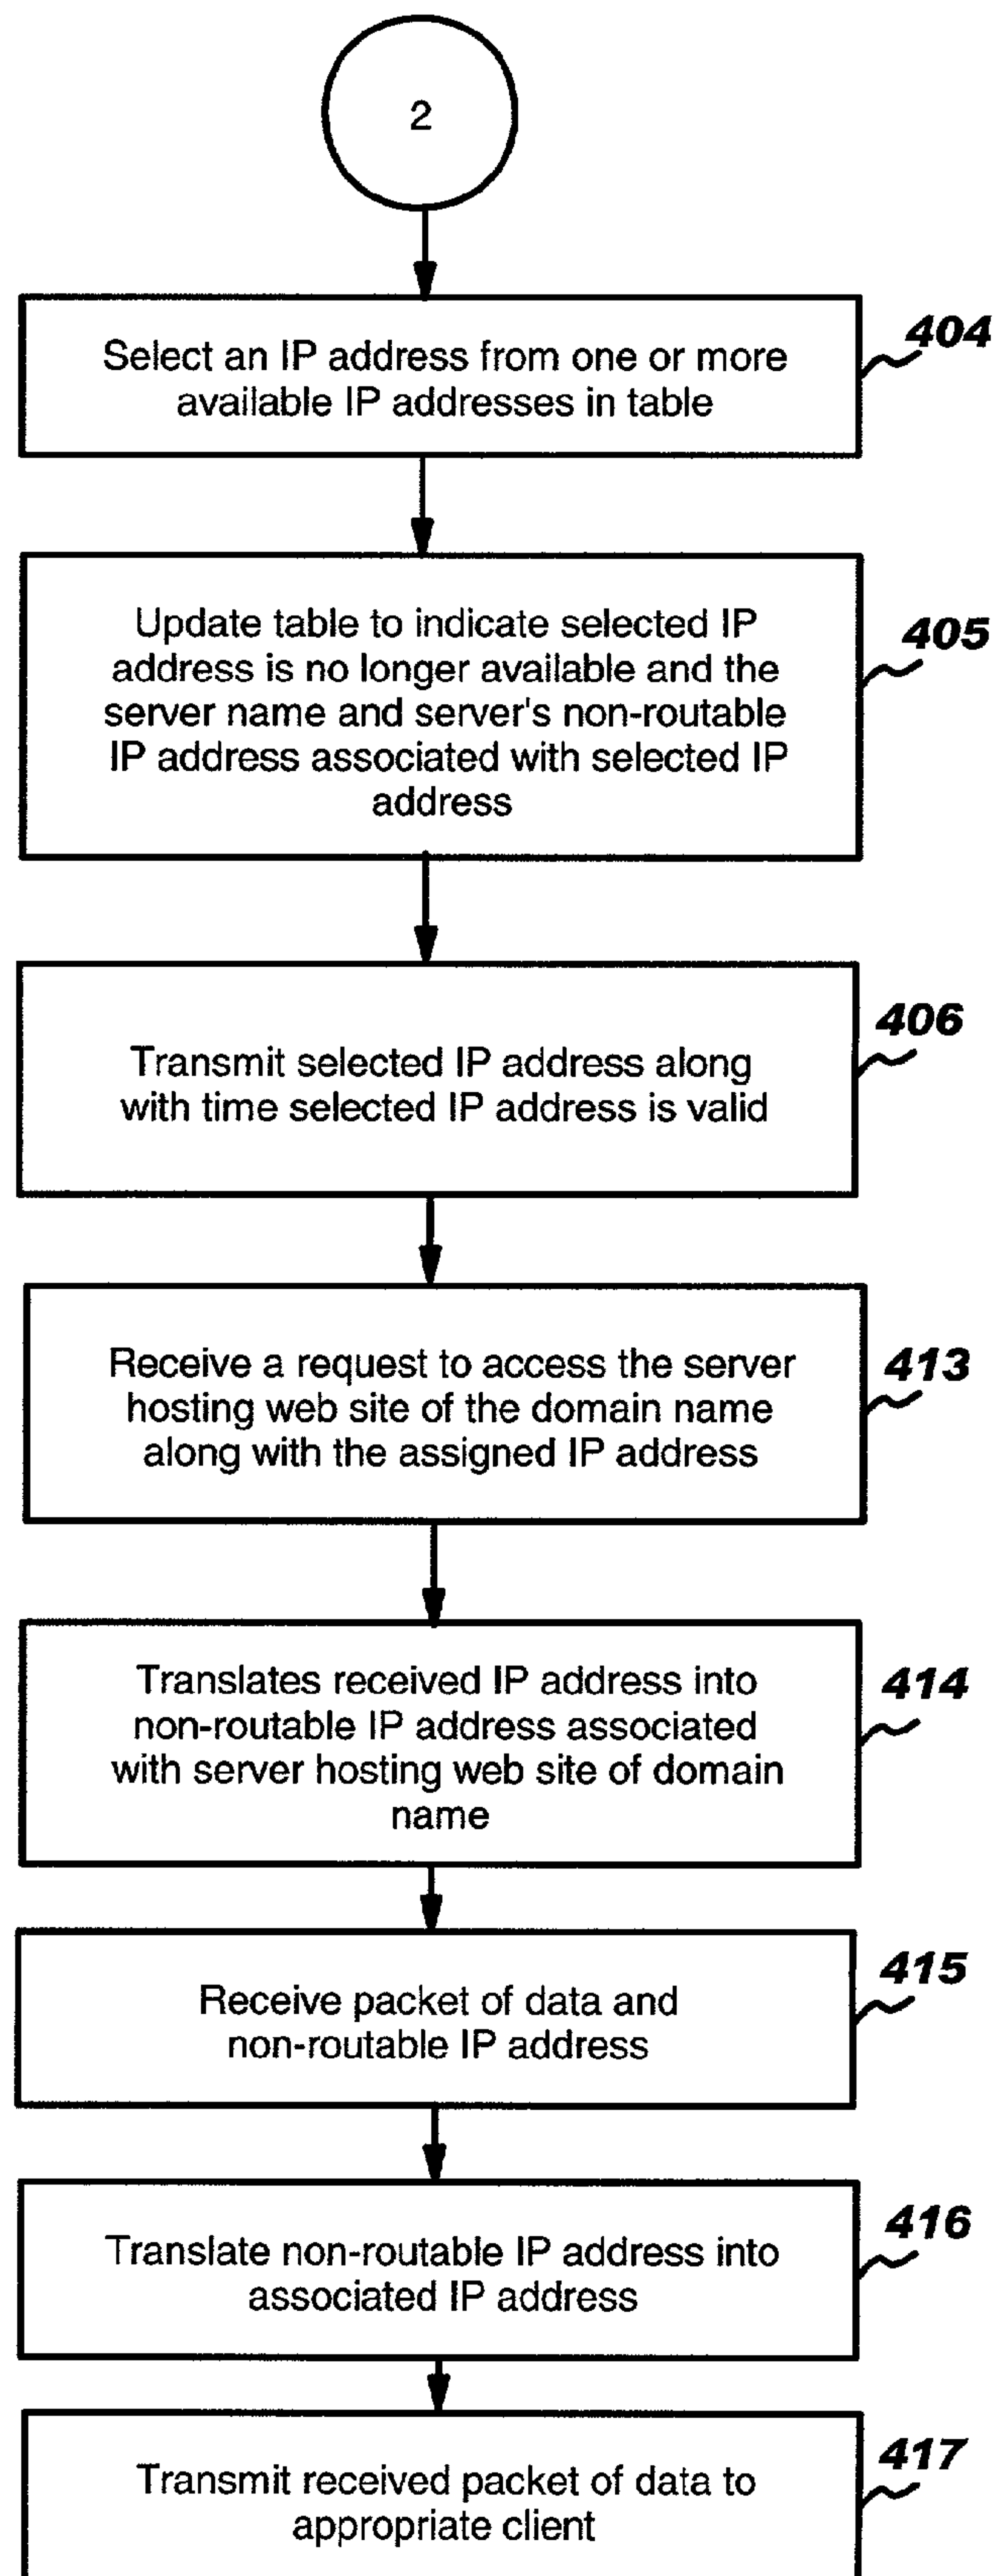 2
Select an IP address from one or more
available IP addresses in table
404
Update table to indicate selected IP
address is no longer available and the
server name and server's non-routable
IP address associated with selected IP
address
405
Transmit selected IP address along
with time selected IP address is valid
406
Receive a request to access the server
hosting web site of the domain name
along with the assigned IP address
413
Translates received IP address into
non-routable IP address associated
with server hosting web site of domain
name
414
Receive packet of data and
non-routable IP address
415
Translate non-routable IP address into
associated IP address
416
Transmit received packet of data to
appropriate client
417